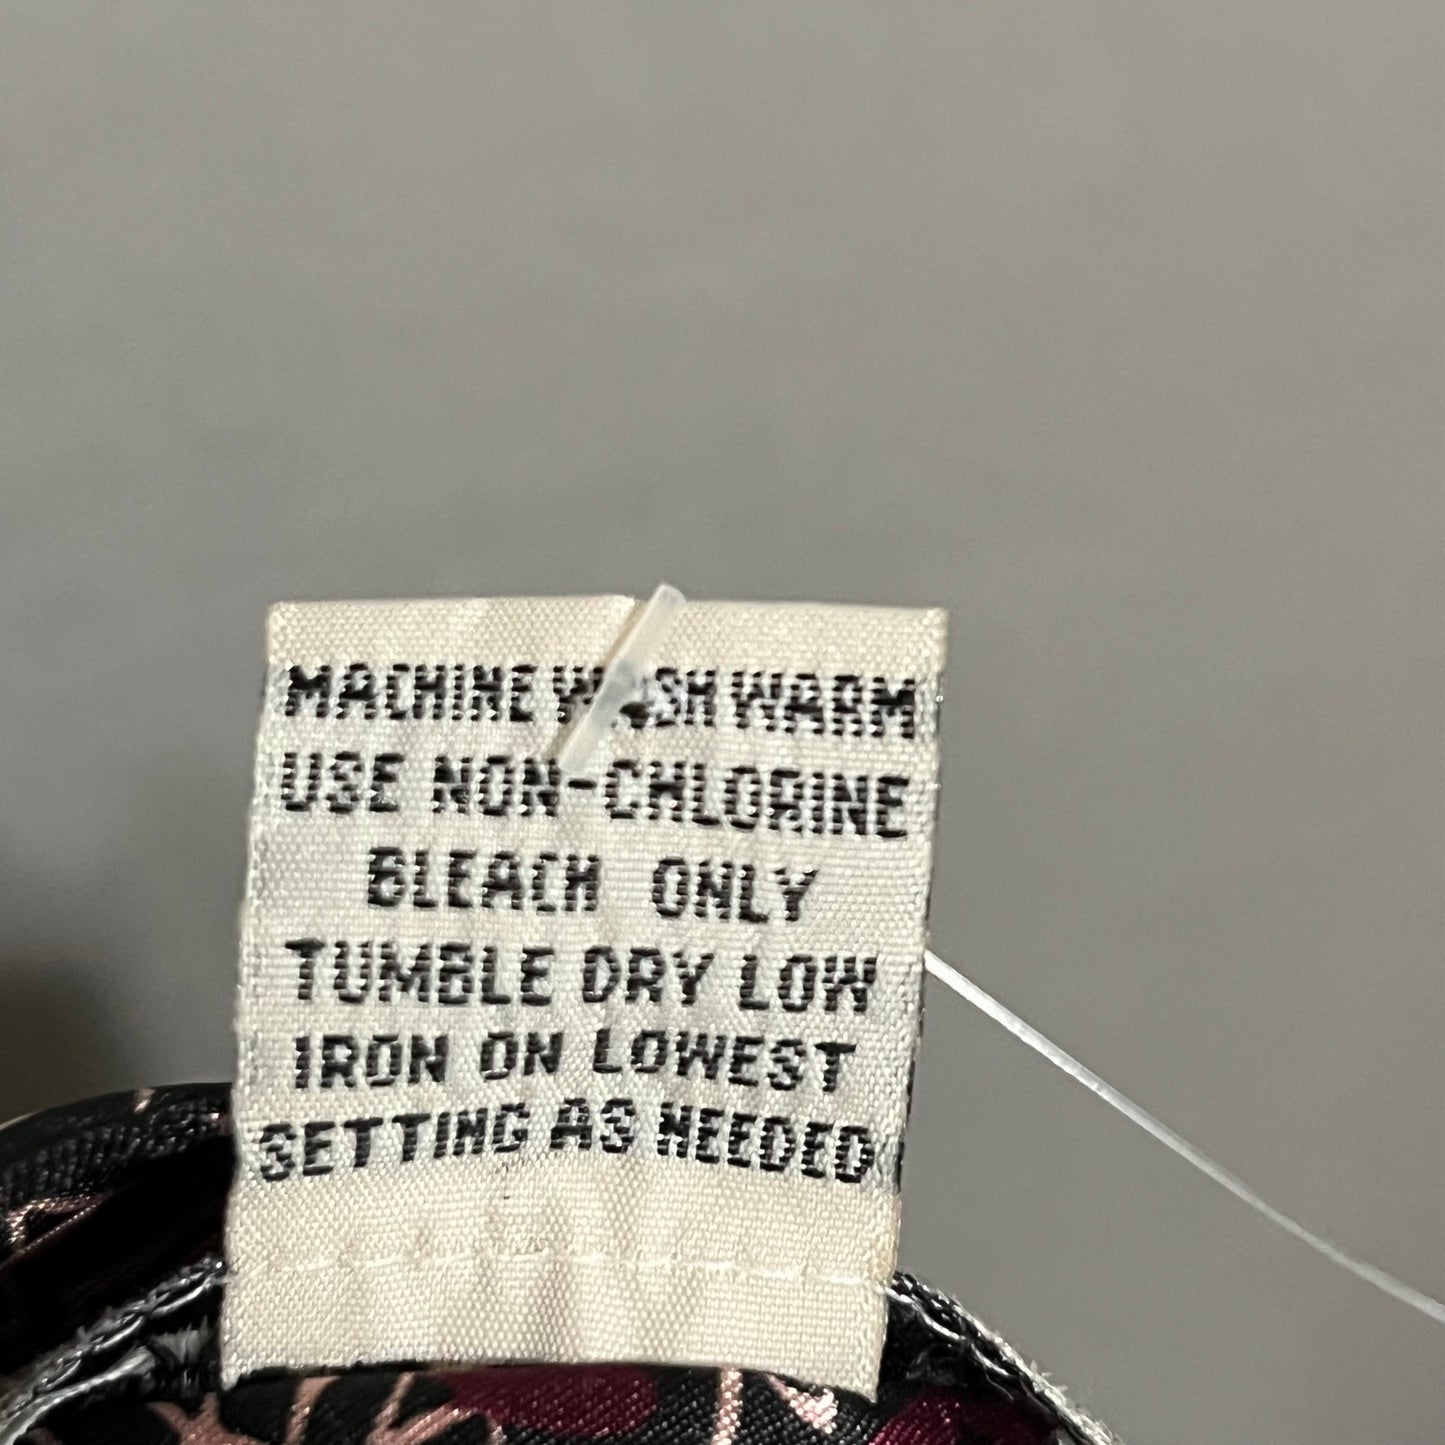 MACHINE WASH WARM
USE NON-CHLORINE
BLEACH ONLY
TUMBLE DRY LOW
IRON ON LOWEST
SETTING AS NEEDED